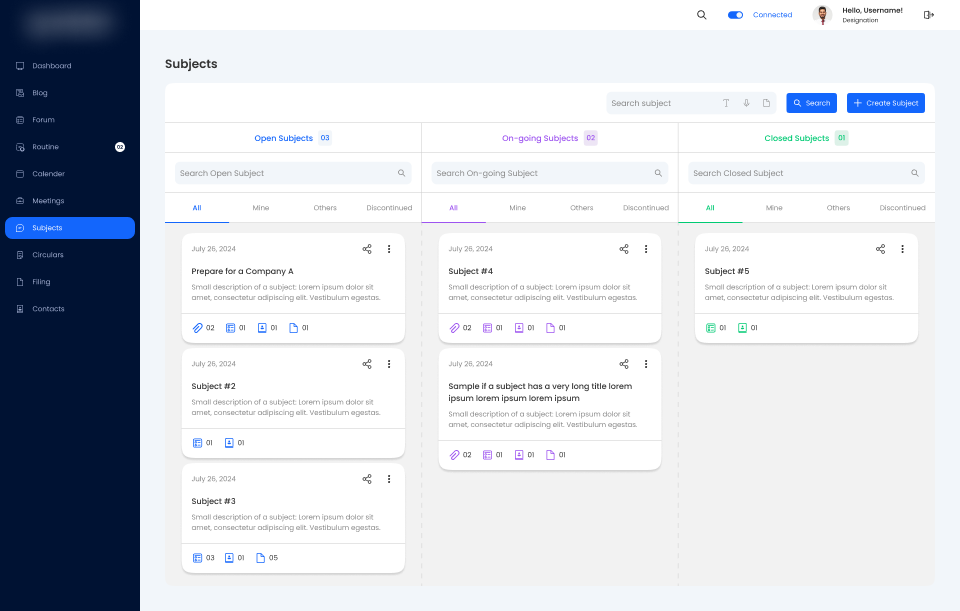 Connected
Hello, Username!
Designation
Dashboard
Blog
Forum
Routine
02
Calender
Meetings
Subjects
Circulars
Filing
Contacts
Subjects
Search subject
Search
Create Subject
Open Subjects 03
Search Open Subject
All Mine Others Discontinued
July 26, 2024
Prepare for a Company A
Small description of a subject: Lorem ipsum dolor sit
amet, consectetur adipiscing elit. Vestibulum egestas.
02 01 01 01
July 26, 2024
Subject #2
Small description of a subject: Lorem ipsum dolor sit
amet, consectetur adipiscing elit. Vestibulum egestas.
01 01
July 26, 2024
Subject #3
Small description of a subject: Lorem ipsum dolor sit
amet, consectetur adipiscing elit. Vestibulum egestas.
03 01 05
On-going Subjects 02
Search On-going Subject
All Mine Others Discontinued
July 26, 2024
Subject #4
Small description of a subject: Lorem ipsum dolor sit
amet, consectetur adipiscing elit. Vestibulum egestas.
02 01 01 01
July 26, 2024
Sample if a subject has a very long title lorem
ipsum lorem ipsum lorem ipsum
Small description of a subject: Lorem ipsum dolor sit
amet, consectetur adipiscing elit. Vestibulum egestas.
02 01 01 01
Closed Subjects 01
Search Closed Subject
All Mine Others Discontinued
July 26, 2024
Subject #5
Small description of a subject: Lorem ipsum dolor sit
amet, consectetur adipiscing elit. Vestibulum egestas.
01 01